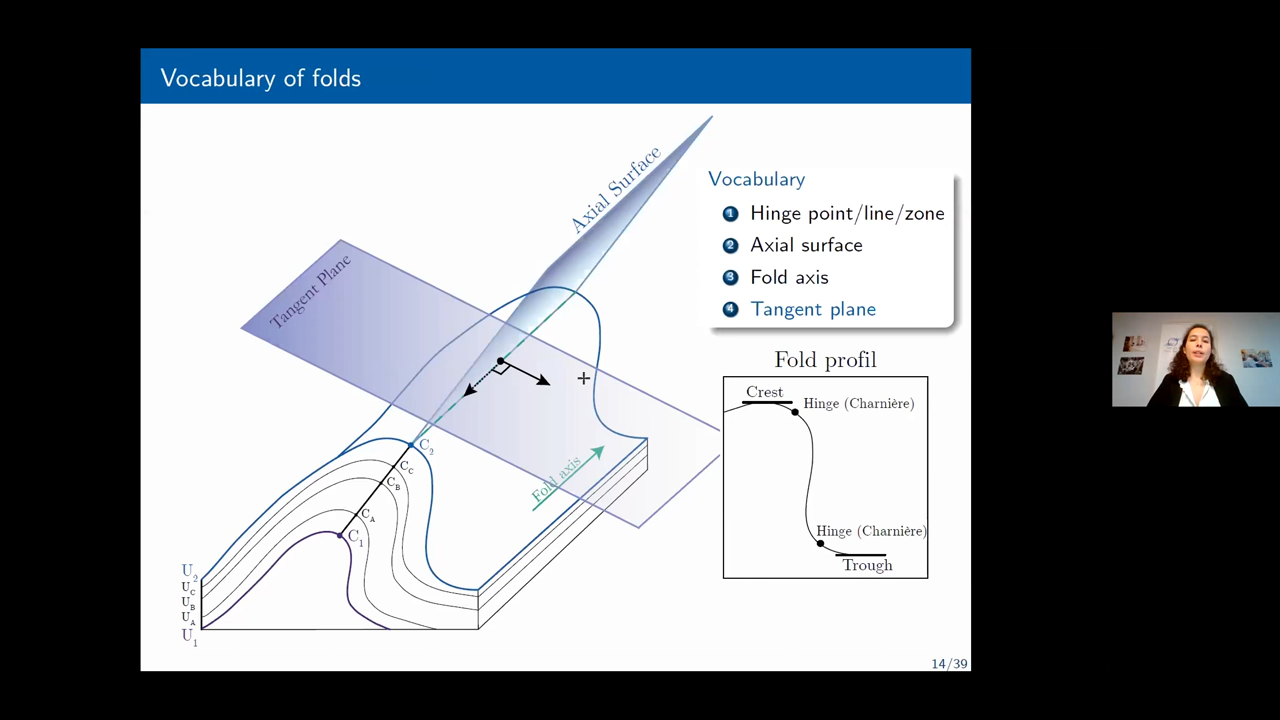 Vocabulary of folds
Axial Surface
Tangent Plane
Fold axis
C2
CC
CB
CA
C1
U2
UC
UB
UA
U1
Vocabulary
1 Hinge point/line/zone
2 Axial surface
3 Fold axis
4 Tangent plane
Fold profil
Crest
Hinge (Charnière)
Hinge (Charnière)
Trough
14/39